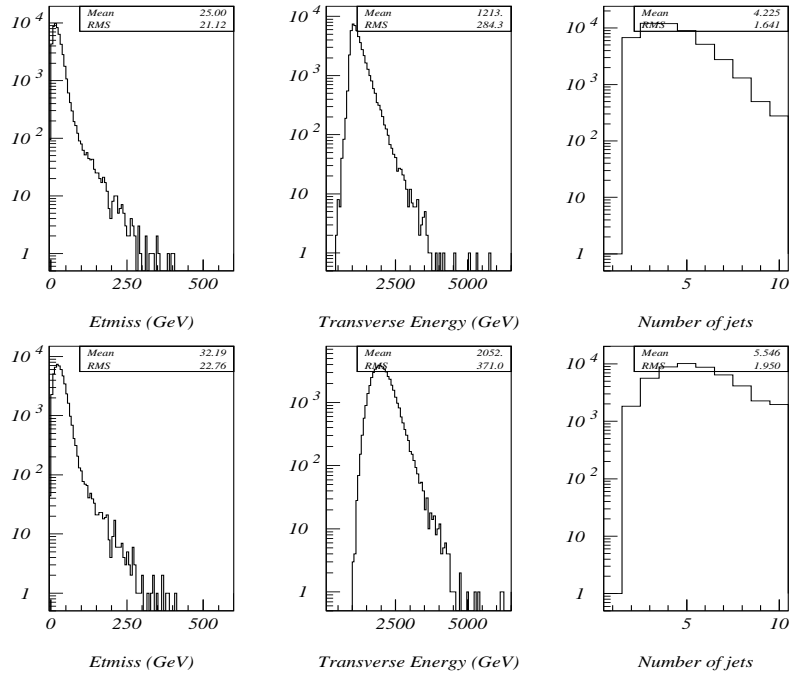 Mean 25.00
RMS 21.12
10 4
10 3
10 2
10
1
0 250 500
Etmiss (GeV)
Mean 1213.
RMS 284.3
10 4
10 3
10 2
10
1
2500 5000
Transverse Energy (GeV)
Mean 4.225
RMS 1.641
10 4
10 3
10 2
10
1
5 10
Number of jets
Mean 32.19
RMS 22.76
10 4
10 3
10 2
10
1
0 250 500
Etmiss (GeV)
Mean 2052.
RMS 371.0
10 3
10 2
10
1
2500 5000
Transverse Energy (GeV)
Mean 5.546
RMS 1.950
10 4
10 3
10 2
10
1
5 10
Number of jets